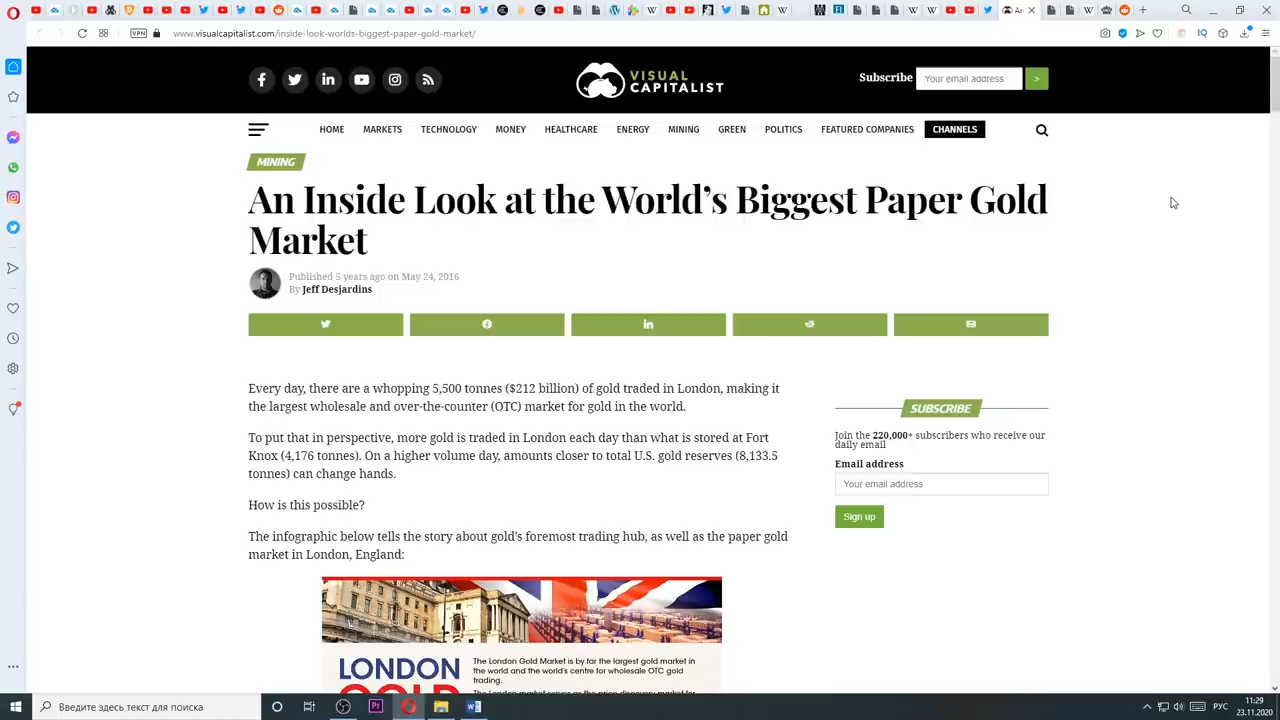 VPN
www.visualcapitalist.com/inside-look-worlds-biggest-paper-gold-market/
VISUAL
CAPITALIST
Subscribe
Your email address
>
HOME
MARKETS
TECHNOLOGY
MONEY
HEALTHCARE
ENERGY
MINING
GREEN
POLITICS
FEATURED COMPANIES
CHANNELS
MINING
An Inside Look at the World's Biggest Paper Gold
Market
Published 5 years ago on May 24, 2016
By Jeff Desjardins
Every day, there are a whopping 5,500 tonnes ($212 billion) of gold traded in London, making it
the largest wholesale and over-the-counter (OTC) market for gold in the world.
To put that in perspective, more gold is traded in London each day than what is stored at Fort
Knox (4,176 tonnes). On a higher volume day, amounts closer to total U.S. gold reserves (8,133.5
tonnes) can change hands.
How is this possible?
The infographic below tells the story about gold's foremost trading hub, as well as the paper gold
market in London, England:
SUBSCRIBE
Join the 220,000+ subscribers who receive our
daily email
Email address
Your email address
Sign up
LONDON
The London Gold Market is by far the largest gold market in
the world and the world's centre for wholesale OTC gold
trading.
Введите здесь текст для поиска
РУС
11:29
23.11.2020